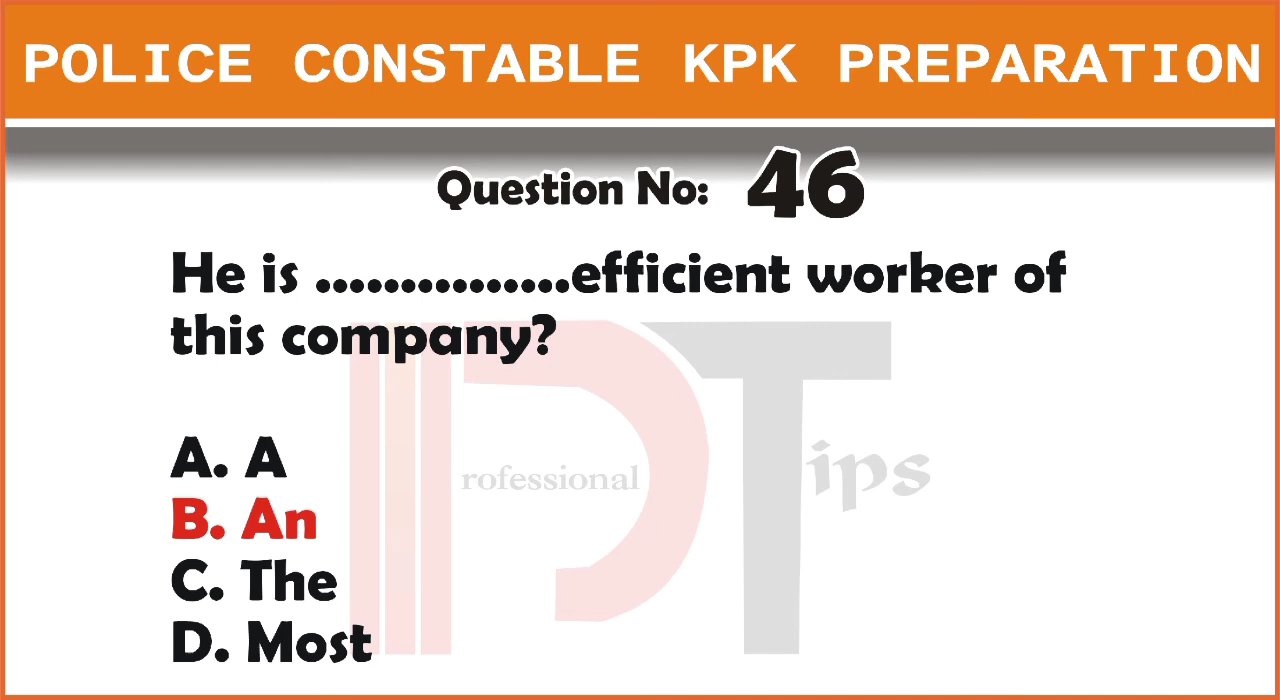 POLICE CONSTABLE KPK PREPARATION
Question No: 46
He is ...............efficient worker of
this company?
A. A
B. An
C. The
D. Most
PT
rofessional
ips